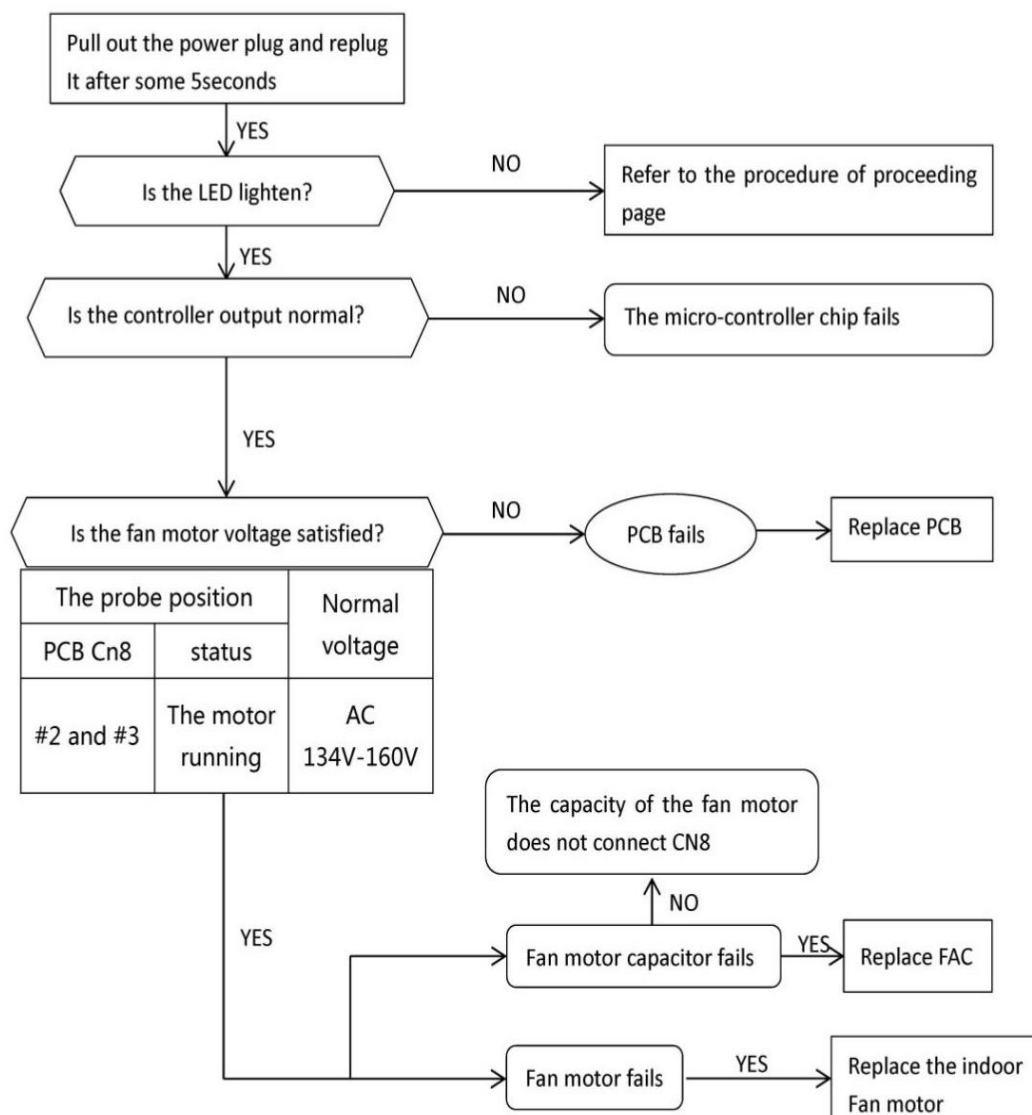 Pull out the power plug and replug
It after some 5seconds
YES
Is the LED lighten?
NO
Refer to the procedure of proceeding
page
YES
Is the controller output normal?
NO
The micro-controller chip fails
YES
Is the fan motor voltage satisfied?
NO
PCB fails
Replace PCB
The probe position
Normal
voltage
PCB Cn8
status
#2 and #3
The motor
running
AC
134V-160V
The capacity of the fan motor
does not connect CN8
NO
YES
Fan motor capacitor fails
YES
Replace FAC
Fan motor fails
YES
Replace the indoor
Fan motor